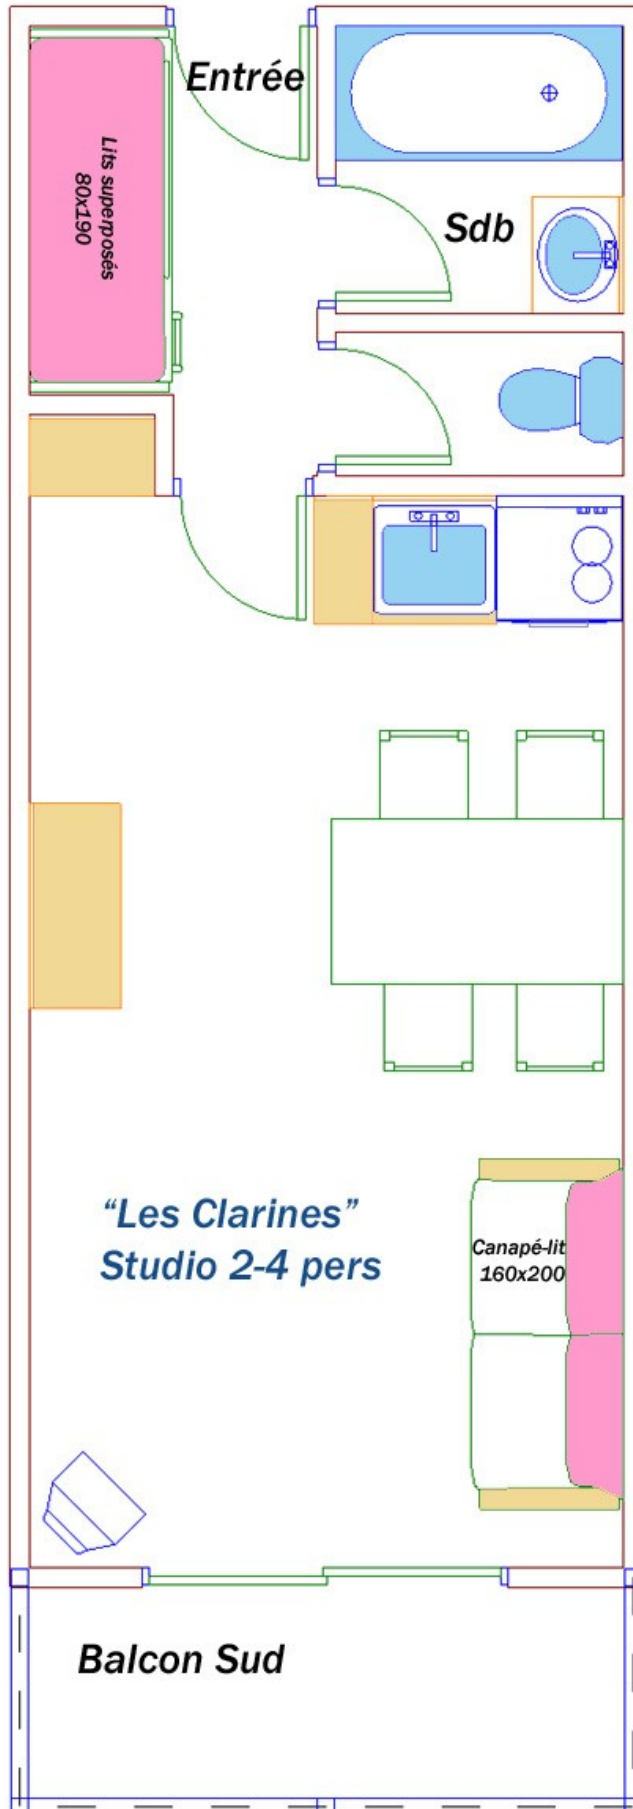 Entrée
Lits superposés
80x190
Sdb
“Les Clarines”
Studio 2-4 pers
Canapé-lit
160x200
Balcon Sud